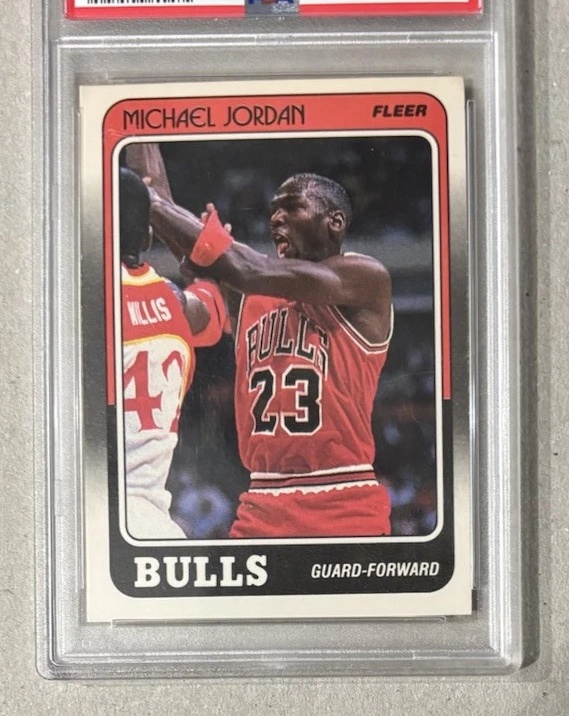 MICHAEL JORDAN FLEER
WILLIS
42
BULLS
23
BULLS GUARD-FORWARD